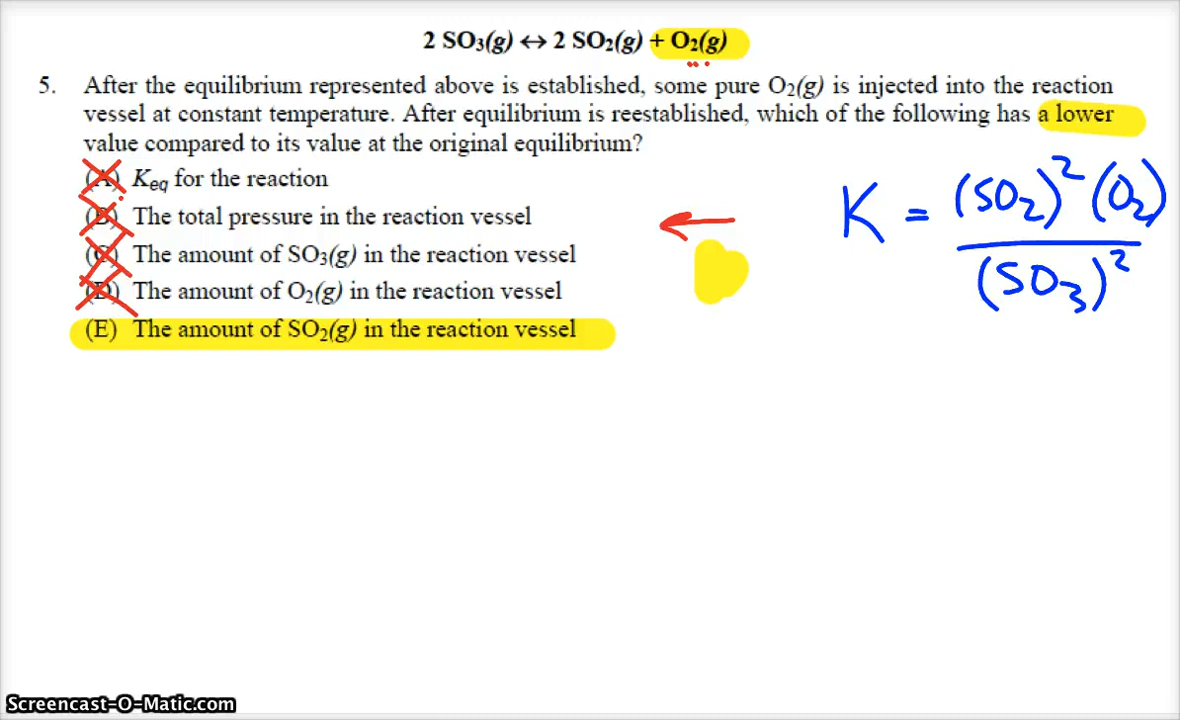 2 SO₃(g) ↔ 2 SO₂(g) + O₂(g)
5. After the equilibrium represented above is established, some pure O₂(g) is injected into the reaction
vessel at constant temperature. After equilibrium is reestablished, which of the following has a lower
value compared to its value at the original equilibrium?
(A) Keq for the reaction
(B) The total pressure in the reaction vessel
(C) The amount of SO₃(g) in the reaction vessel
(D) The amount of O₂(g) in the reaction vessel
(E) The amount of SO₂(g) in the reaction vessel
K = (SO₂)² (O₂)
(SO₃)²
Screencast-O-Matic.com